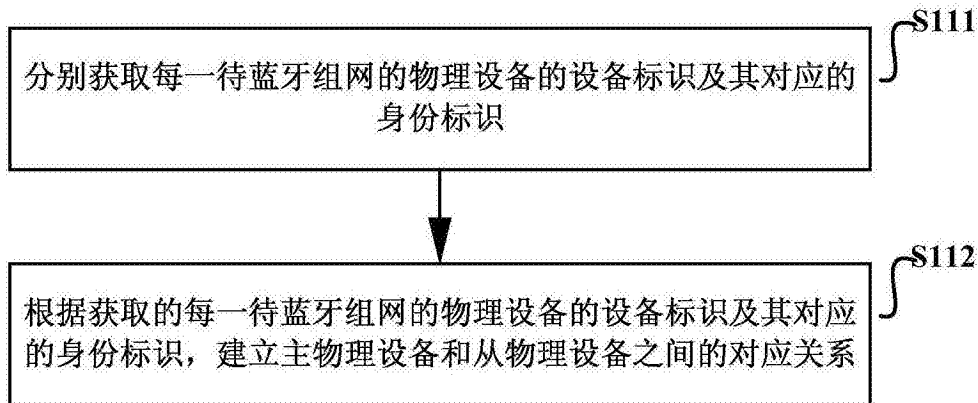 S111
分别获取每一待蓝牙组网的物理设备的设备标识及其对应的
身份标识
S112
根据获取的每一待蓝牙组网的物理设备的设备标识及其对应
的身份标识，建立主物理设备和从物理设备之间的对应关系